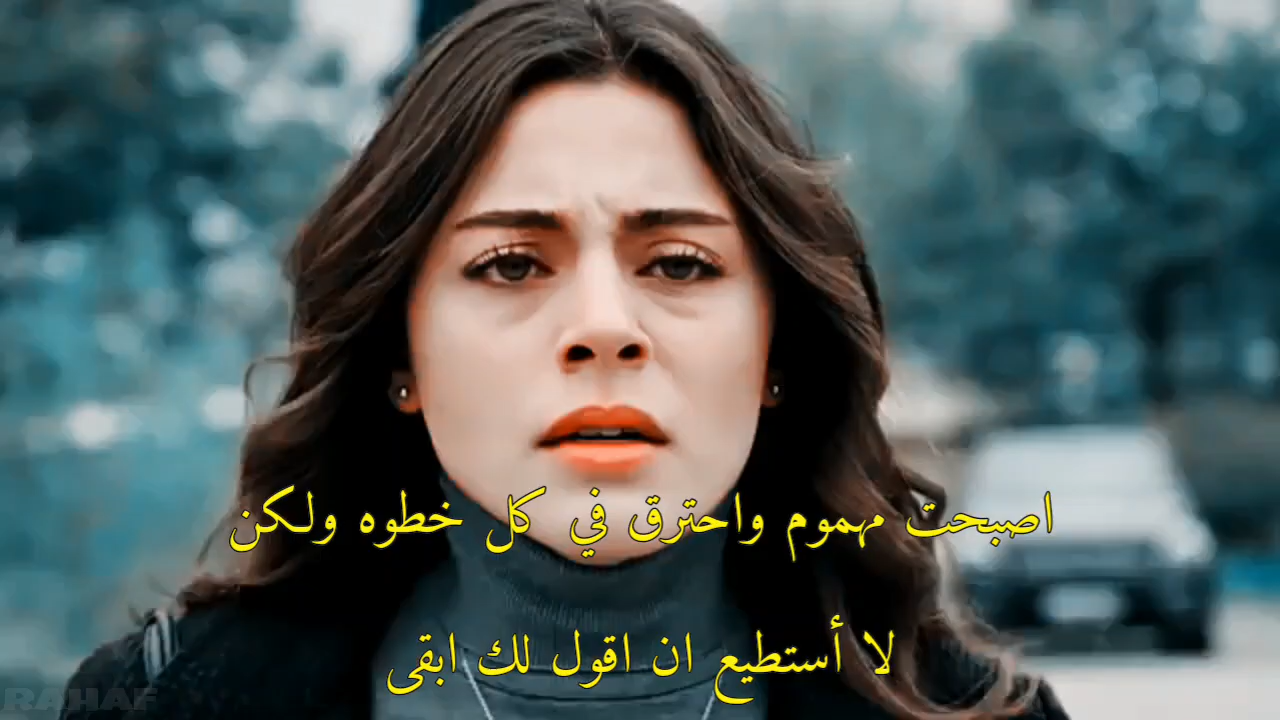 اصبحت مهموم واحترق في كل خطوه ولكن
لا أستطيع ان اقول لك ابقى
RAHAF